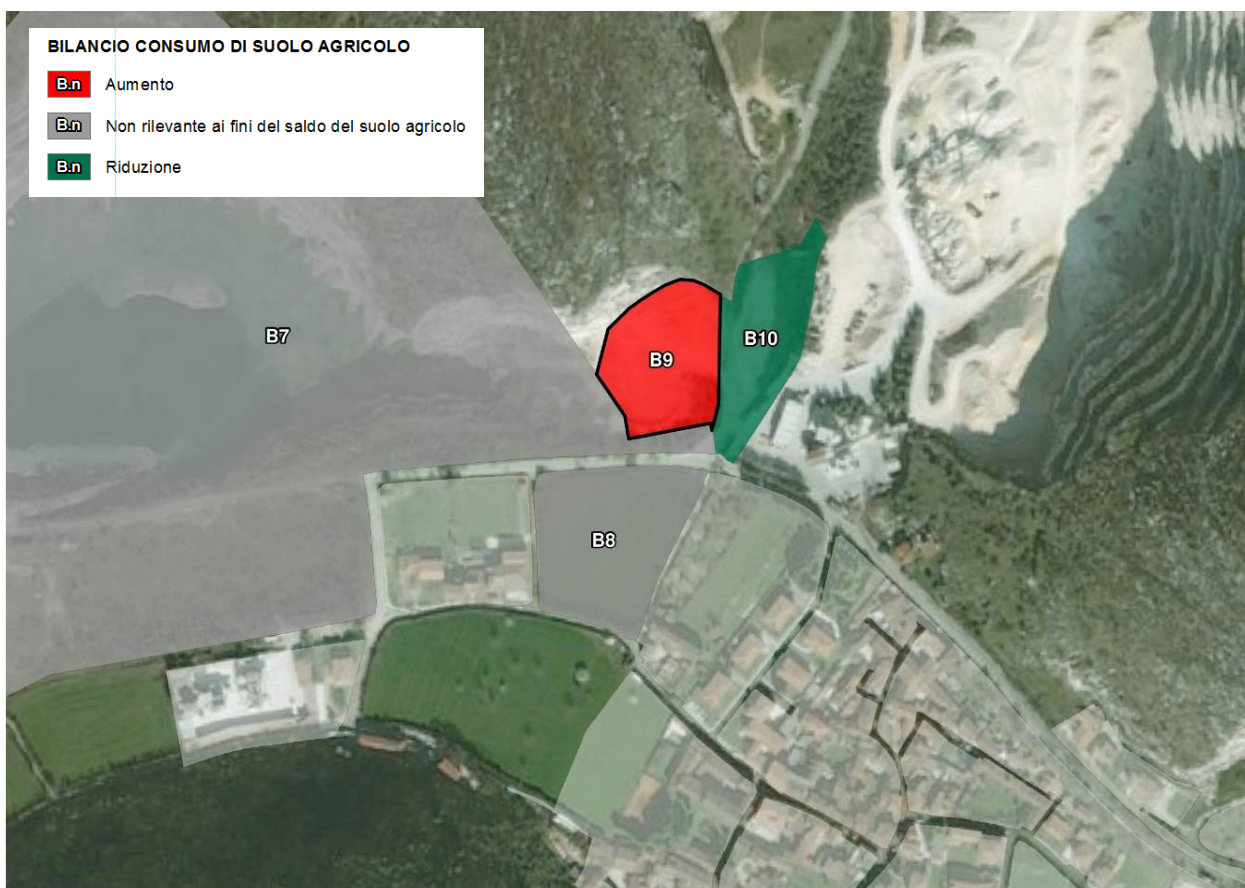 BILANCIO CONSUMO DI SUOLO AGRICOLO
B.n Aumento
B.n Non rilevante ai fini del saldo del suolo agricolo
B.n Riduzione
B7
B10
B9
B8